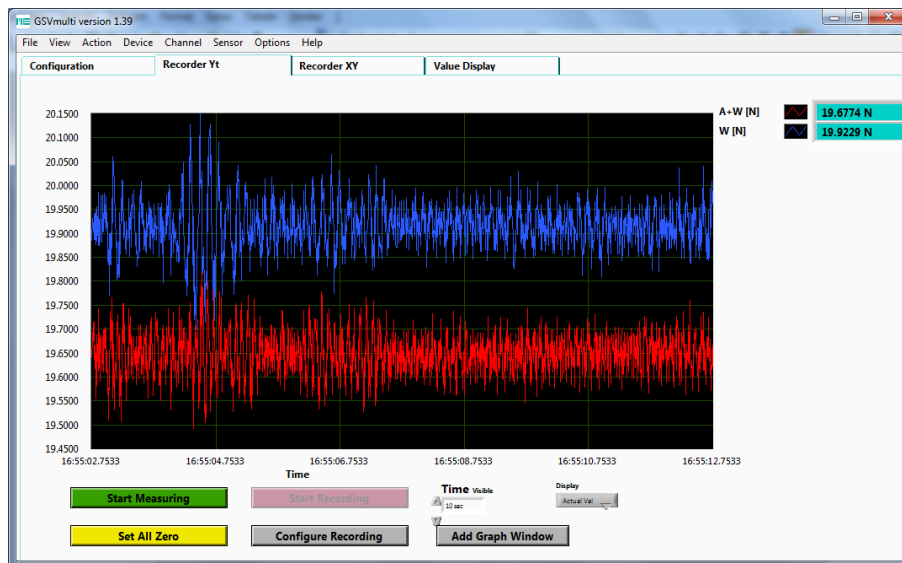 ME GSVmulti version 1.39
File View Action Device Channel Sensor Options Help
Configuration Recorder Yt Recorder XY Value Display
A+W [N] 19.6774 N
W [N] 19.9229 N
20.1500
20.1000
20.0500
20.0000
19.9500
19.9000
19.8500
19.8000
19.7500
19.7000
19.6500
19.6000
19.5500
19.5000
19.4500
16:55:02.7533 16:55:04.7533 16:55:06.7533 16:55:08.7533 16:55:10.7533 16:55:12.7533
Time
Start Measuring Start Recording Time Visible Display
10 sec Actual Val
Set All Zero Configure Recording Add Graph Window